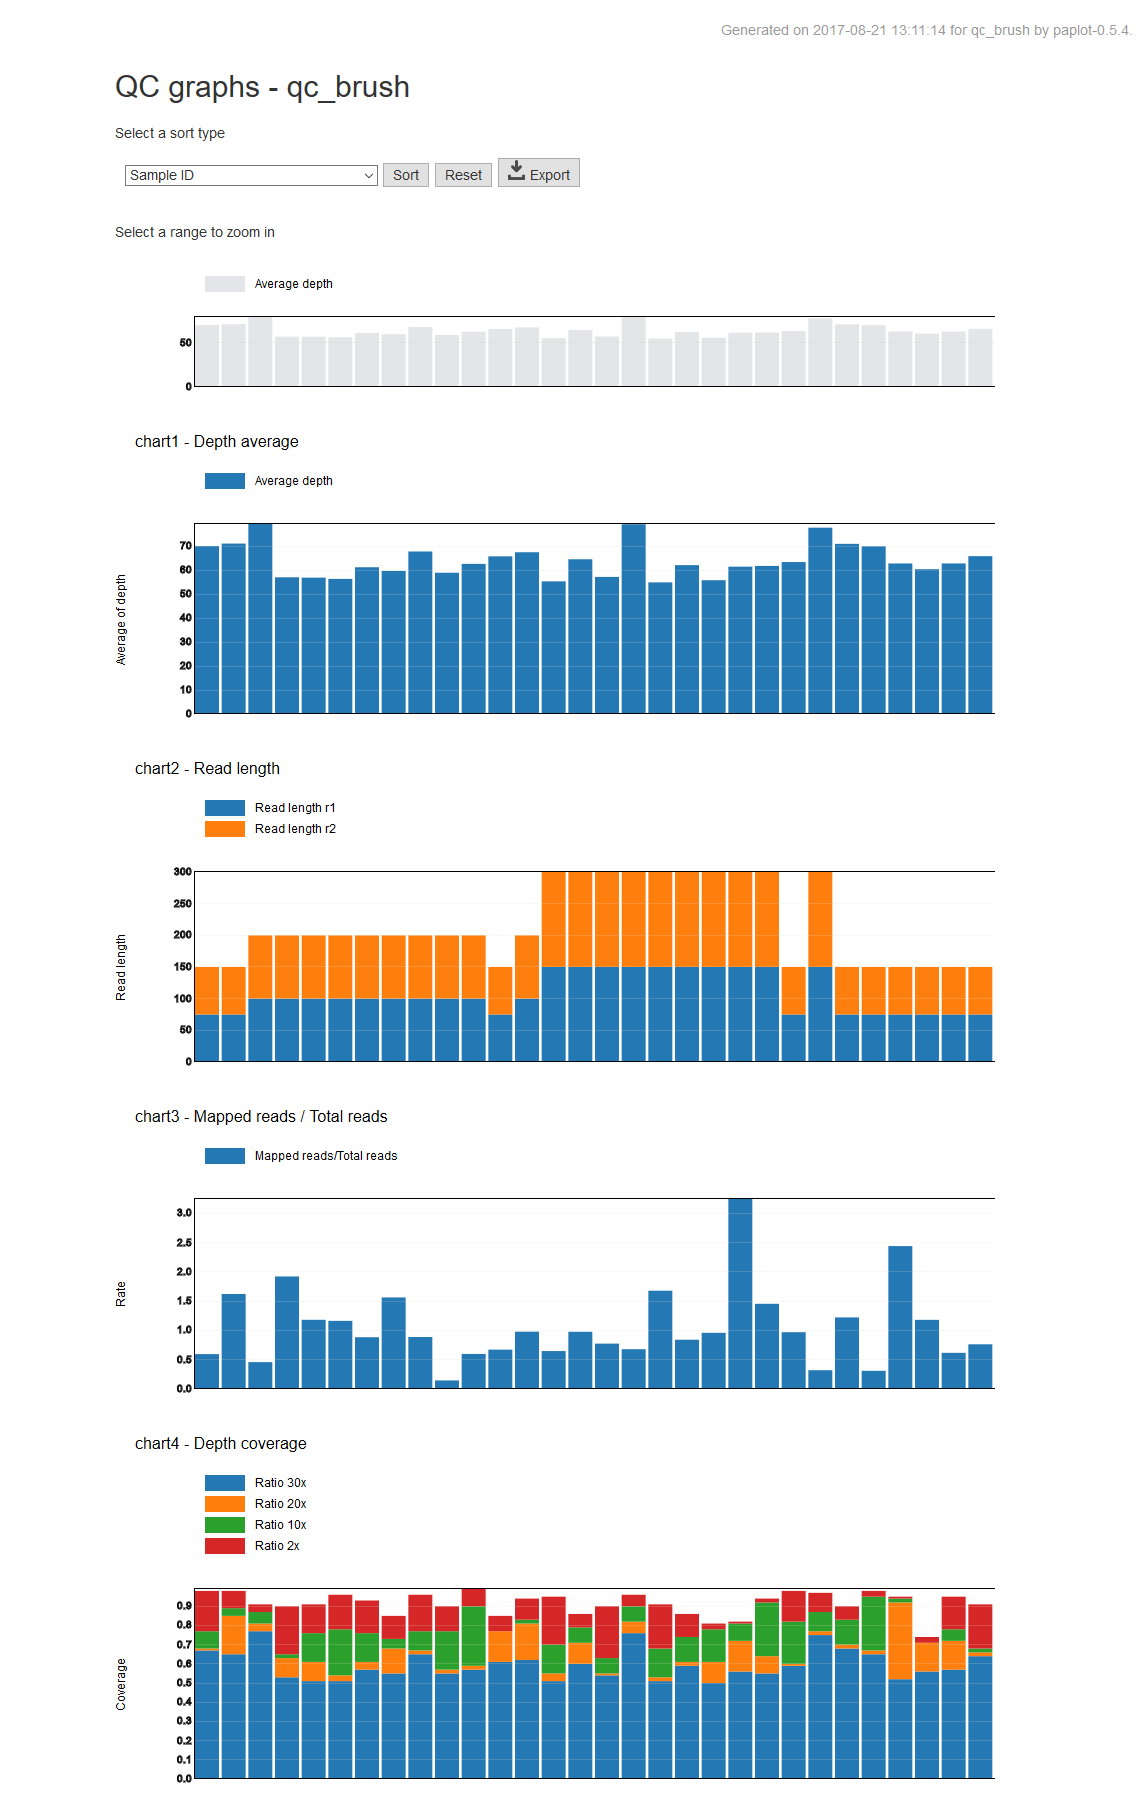 Generated on 2017-08-21 13:11:14 for qc_brush by paplot-0.5.4.
QC graphs - qc_brush
Select a sort type
Sample ID
Sort
Reset
Export
Select a range to zoom in
Average depth
50
0
chart1 - Depth average
Average depth
Average of depth
70
60
50
40
30
20
10
0
chart2 - Read length
Read length r1
Read length r2
Read length
300
250
200
150
100
50
0
chart3 - Mapped reads / Total reads
Mapped reads/Total reads
Rate
3.0
2.5
2.0
1.5
1.0
0.5
0.0
chart4 - Depth coverage
Ratio 30x
Ratio 20x
Ratio 10x
Ratio 2x
Coverage
0.9
0.8
0.7
0.6
0.5
0.4
0.3
0.2
0.1
0.0